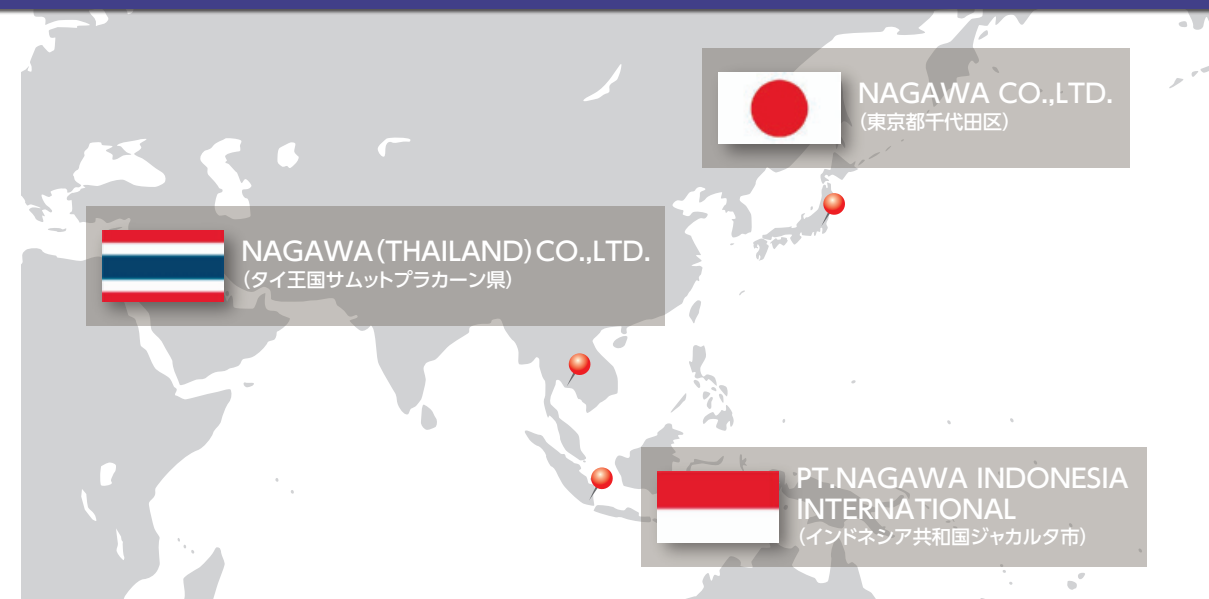 NAGAWA CO.,LTD.
(東京都千代田区)
NAGAWA(THAILAND)CO.,LTD.
(タイ王国サムットプラカーン県)
PT.NAGAWA INDONESIA
INTERNATIONAL
(インドネシア共和国ジャカルタ市)